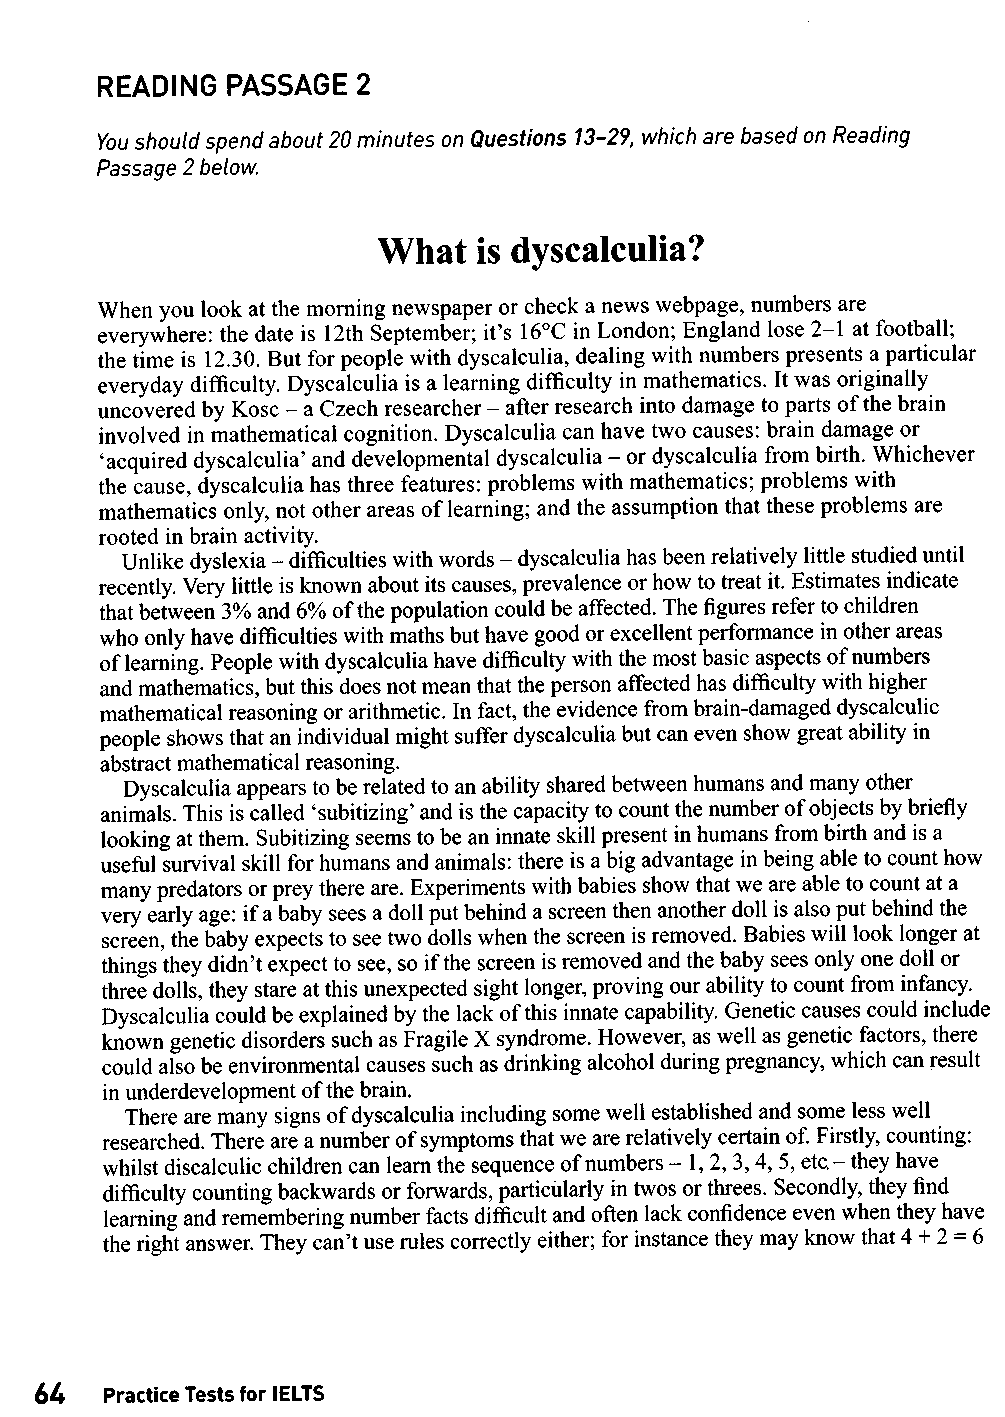 READING PASSAGE 2
You should spend about 20 minutes on Questions 13–29, which are based on Reading
Passage 2 below.
What is dyscalculia?
When you look at the morning newspaper or check a news webpage, numbers are
everywhere: the date is 12th September; it's 16°C in London; England lose 2–1 at football;
the time is 12.30. But for people with dyscalculia, dealing with numbers presents a particular
everyday difficulty. Dyscalculia is a learning difficulty in mathematics. It was originally
uncovered by Kosc – a Czech researcher – after research into damage to parts of the brain
involved in mathematical cognition. Dyscalculia can have two causes: brain damage or
'acquired dyscalculia' and developmental dyscalculia – or dyscalculia from birth. Whichever
the cause, dyscalculia has three features: problems with mathematics; problems with
mathematics only, not other areas of learning; and the assumption that these problems are
rooted in brain activity.
Unlike dyslexia – difficulties with words – dyscalculia has been relatively little studied until
recently. Very little is known about its causes, prevalence or how to treat it. Estimates indicate
that between 3% and 6% of the population could be affected. The figures refer to children
who only have difficulties with maths but have good or excellent performance in other areas
of learning. People with dyscalculia have difficulty with the most basic aspects of numbers
and mathematics, but this does not mean that the person affected has difficulty with higher
mathematical reasoning or arithmetic. In fact, the evidence from brain-damaged dyscalculic
people shows that an individual might suffer dyscalculia but can even show great ability in
abstract mathematical reasoning.
Dyscalculia appears to be related to an ability shared between humans and many other
animals. This is called 'subitizing' and is the capacity to count the number of objects by briefly
looking at them. Subitizing seems to be an innate skill present in humans from birth and is a
useful survival skill for humans and animals: there is a big advantage in being able to count how
many predators or prey there are. Experiments with babies show that we are able to count at a
very early age: if a baby sees a doll put behind a screen then another doll is also put behind the
screen, the baby expects to see two dolls when the screen is removed. Babies will look longer at
things they didn't expect to see, so if the screen is removed and the baby sees only one doll or
three dolls, they stare at this unexpected sight longer, proving our ability to count from infancy.
Dyscalculia could be explained by the lack of this innate capability. Genetic causes could include
known genetic disorders such as Fragile X syndrome. However, as well as genetic factors, there
could also be environmental causes such as drinking alcohol during pregnancy, which can result
in underdevelopment of the brain.
There are many signs of dyscalculia including some well established and some less well
researched. There are a number of symptoms that we are relatively certain of. Firstly, counting:
whilst discalculic children can learn the sequence of numbers – 1, 2, 3, 4, 5, etc – they have
difficulty counting backwards or forwards, particularly in twos or threes. Secondly, they find
learning and remembering number facts difficult and often lack confidence even when they have
the right answer. They can't use rules correctly either; for instance they may know that 4 + 2 = 6
64 Practice Tests for IELTS